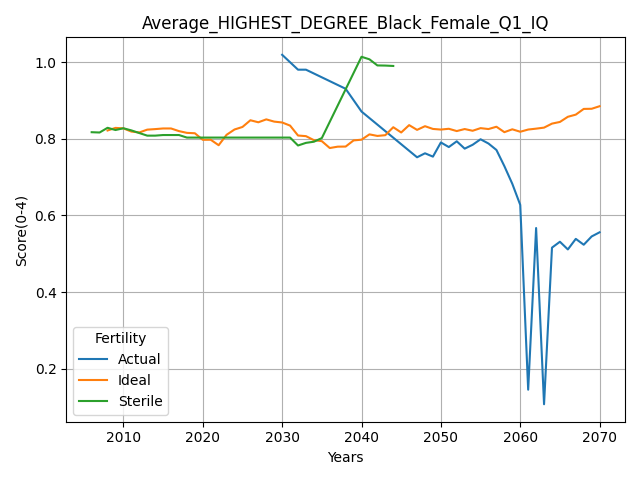 Average_HIGHEST_DEGREE_Black_Female_Q1_IQ
1.0
0.8
0.6
0.4
0.2
Score(0-4)
Fertility
Actual
Ideal
Sterile
2010 2020 2030 2040 2050 2060 2070
Years